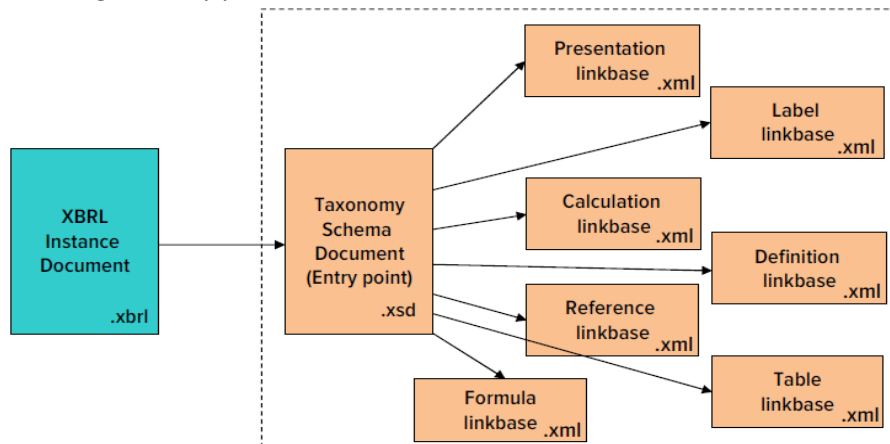 Presentation
linkbase
.xml
Label
linkbase
.xml
XBRL
Instance
Document
.xbrl
Taxonomy
Schema
Document
(Entry point)
.xsd
Calculation
linkbase
.xml
Definition
linkbase
.xml
Reference
linkbase
.xml
Table
linkbase
.xml
Formula
linkbase
.xml